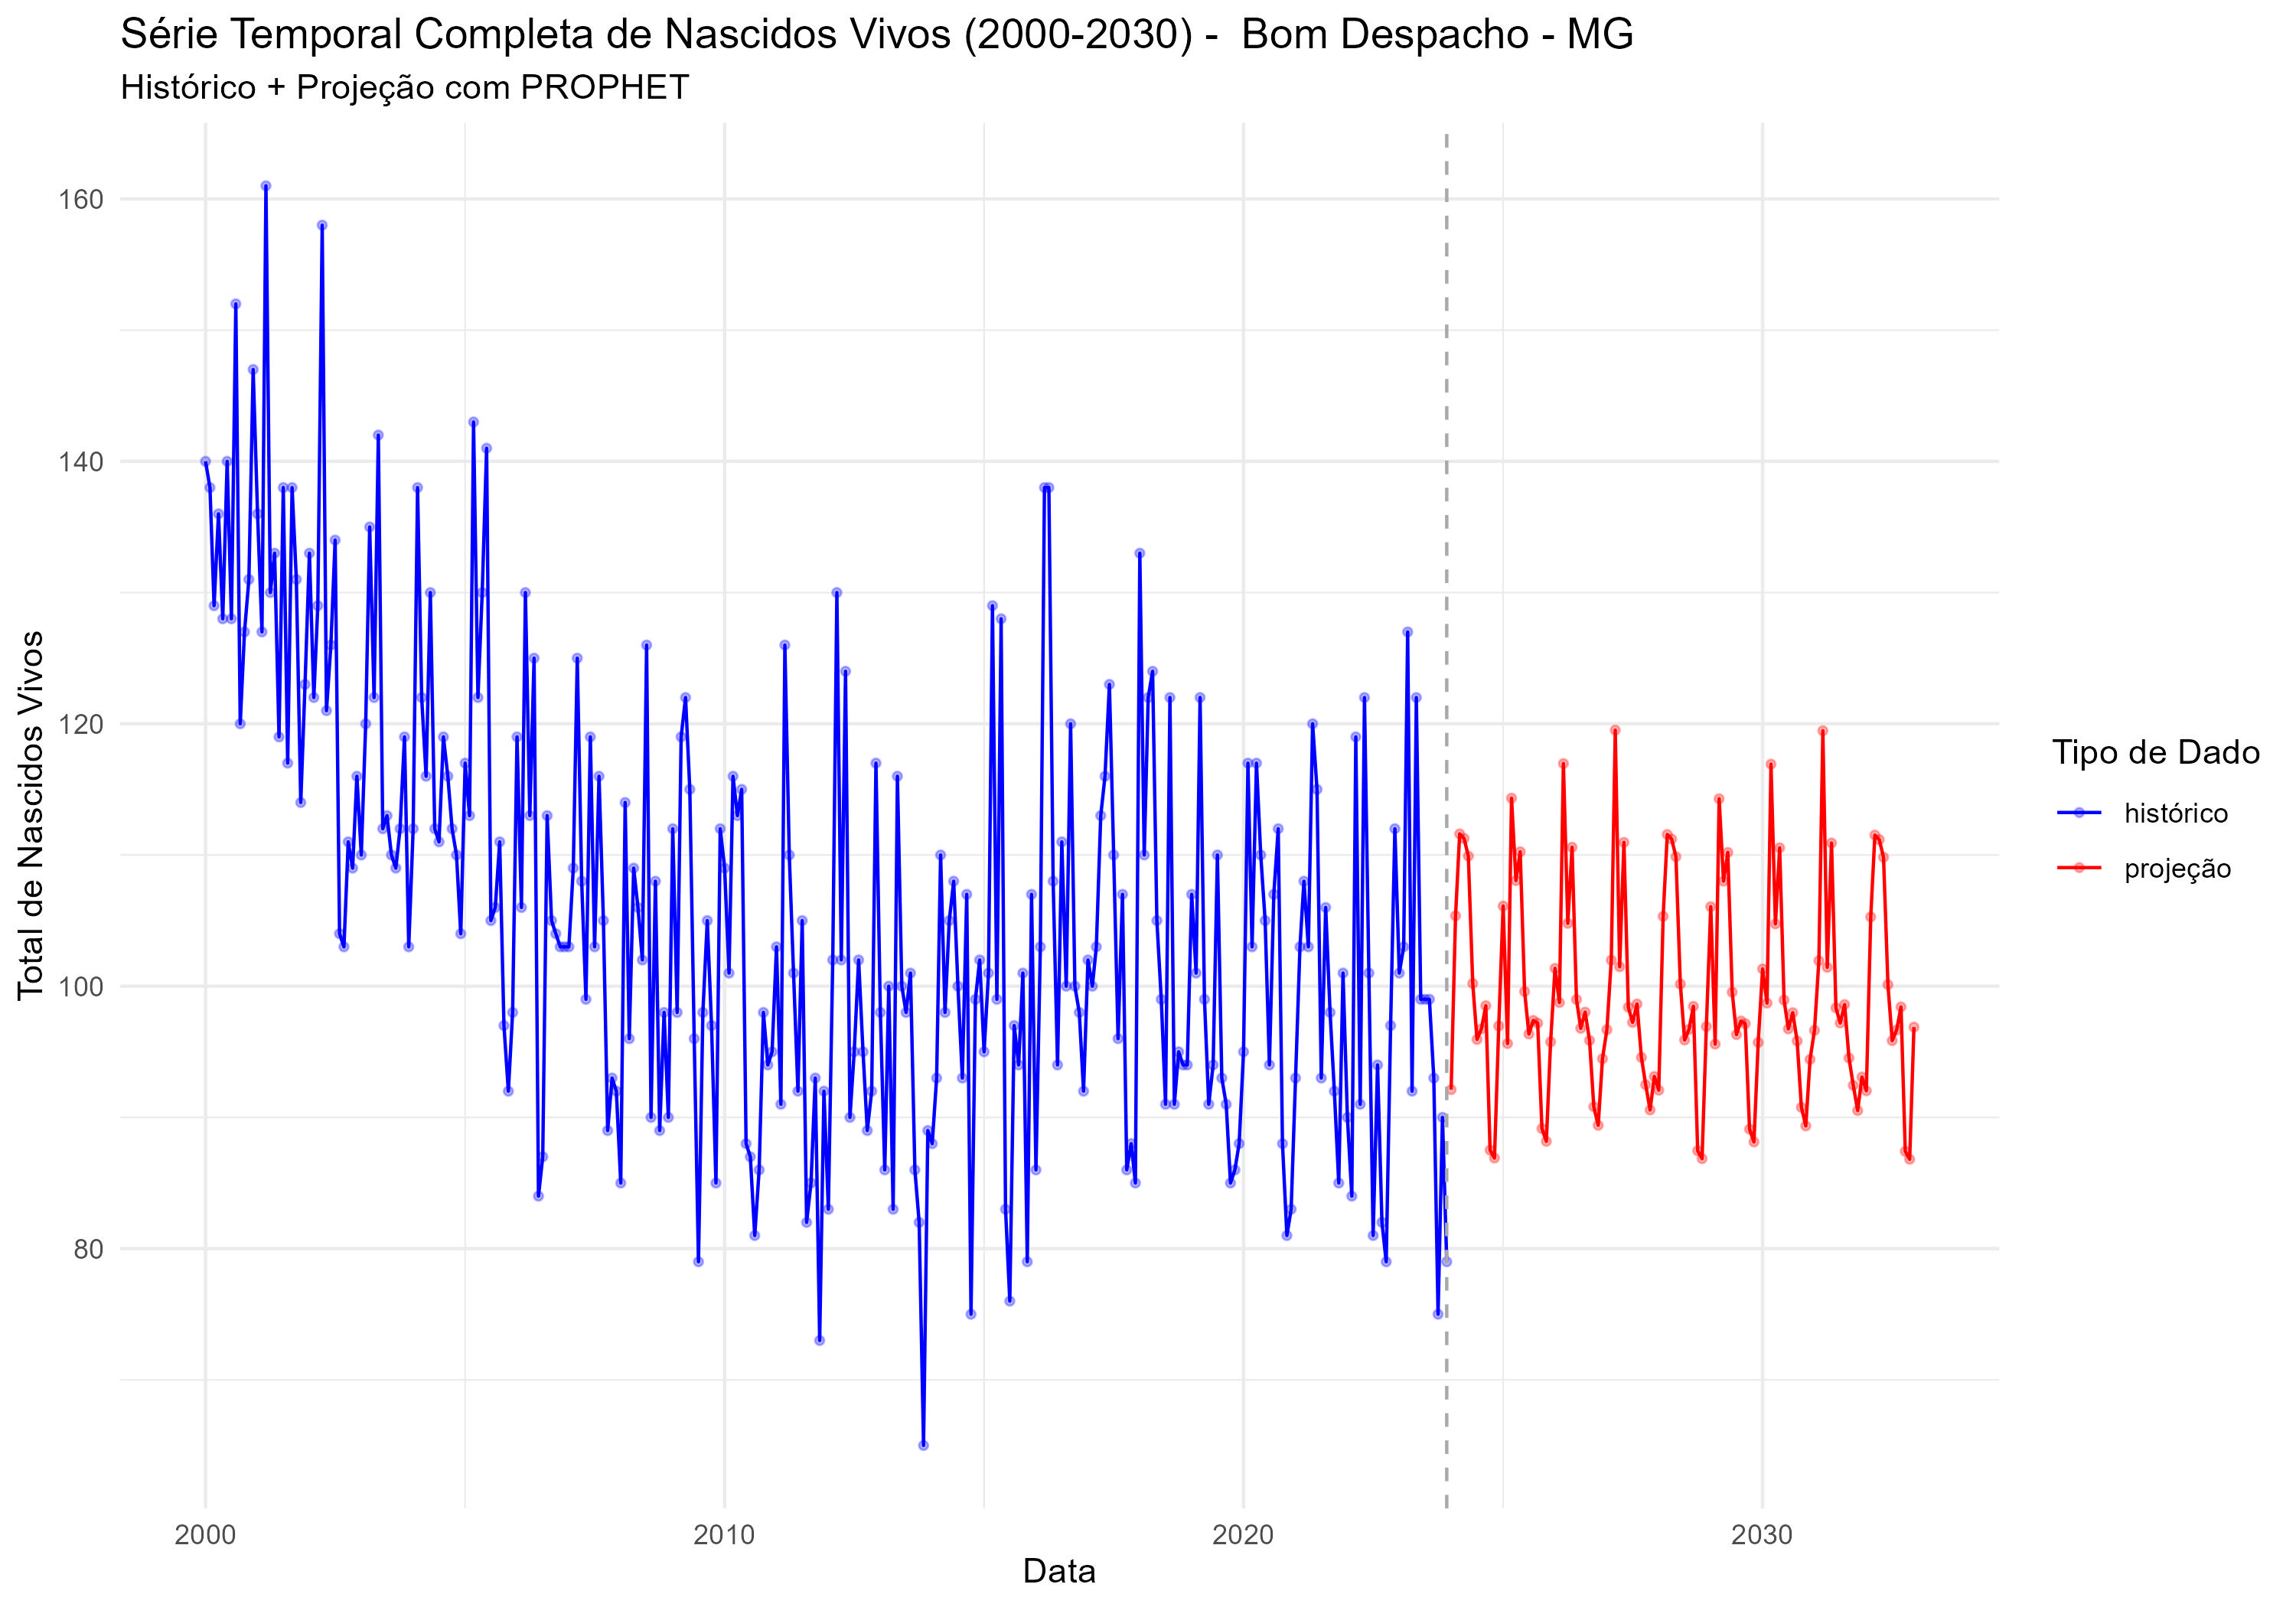 Série Temporal Completa de Nascidos Vivos (2000-2030) -  Bom Despacho - MG
Histórico + Projeção com PROPHET
Total de Nascidos Vivos
160
140
120
100
80
2000
2010
2020
2030
Data
Tipo de Dado
histórico
projeção